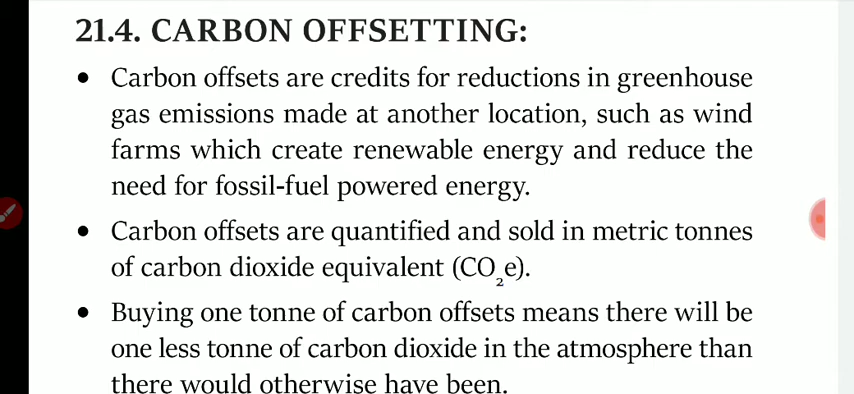 21.4. CARBON OFFSETTING:
• Carbon offsets are credits for reductions in greenhouse
gas emissions made at another location, such as wind
farms which create renewable energy and reduce the
need for fossil-fuel powered energy.
• Carbon offsets are quantified and sold in metric tonnes
of carbon dioxide equivalent (CO₂e).
• Buying one tonne of carbon offsets means there will be
one less tonne of carbon dioxide in the atmosphere than
there would otherwise have been.